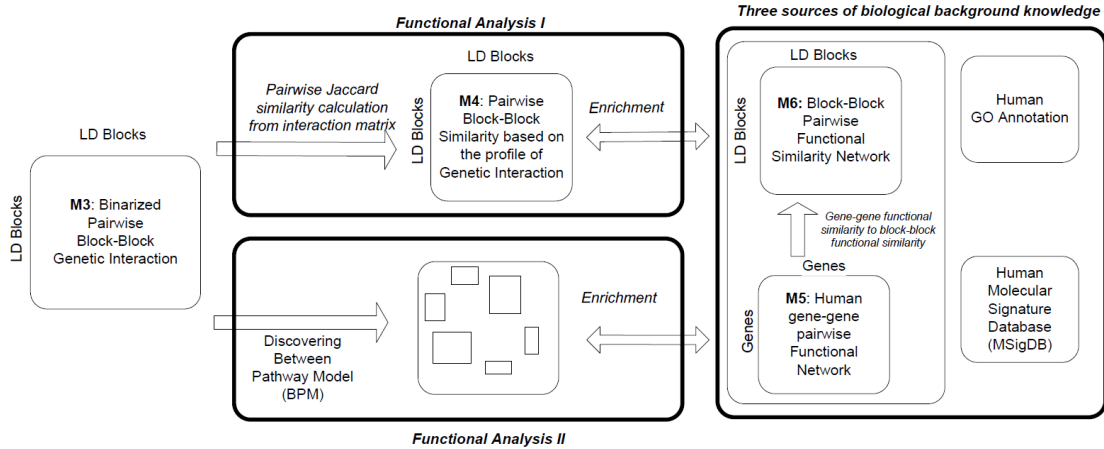 Functional Analysis I
Three sources of biological background knowledge
LD Blocks
LD Blocks
M3: Binarized
Pairwise
Block-Block
Genetic Interaction
Pairwise Jaccard
similarity calculation
from interaction matrix
LD Blocks
LD Blocks
M4: Pairwise
Block-Block
Similarity based on
the profile of
Genetic Interaction
Enrichment
LD Blocks
LD Blocks
M6: Block-Block
Pairwise
Functional
Similarity Network
Human
GO Annotation
Gene-gene functional
similarity to block-block
functional similarity
Genes
Genes
M5: Human
gene-gene
pairwise
Functional
Network
Human
Molecular
Signature
Database
(MSigDB)
Discovering
Between
Pathway Model
(BPM)
Enrichment
Functional Analysis II